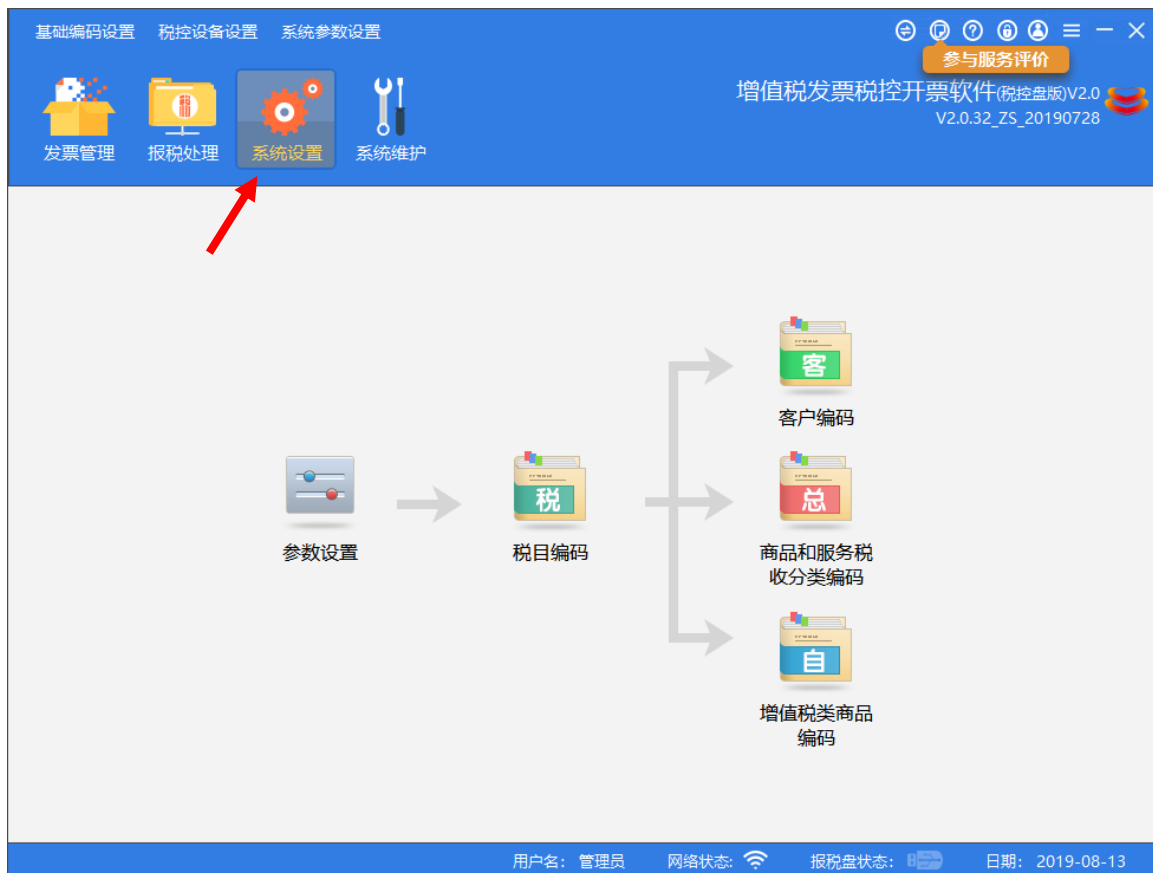 基础编码设置 税控设备设置 系统参数设置
参与服务评价
增值税发票税控开票软件(税控盘版)V2.0
V2.0.32_ZS_20190728
发票管理 报税处理 系统设置 系统维护
客
客户编码
税
总
参数设置 税目编码 商品和服务税
收分类编码
自
增值税类商品
编码
用户名: 管理员 网络状态: 报税盘状态: 日期: 2019-08-13